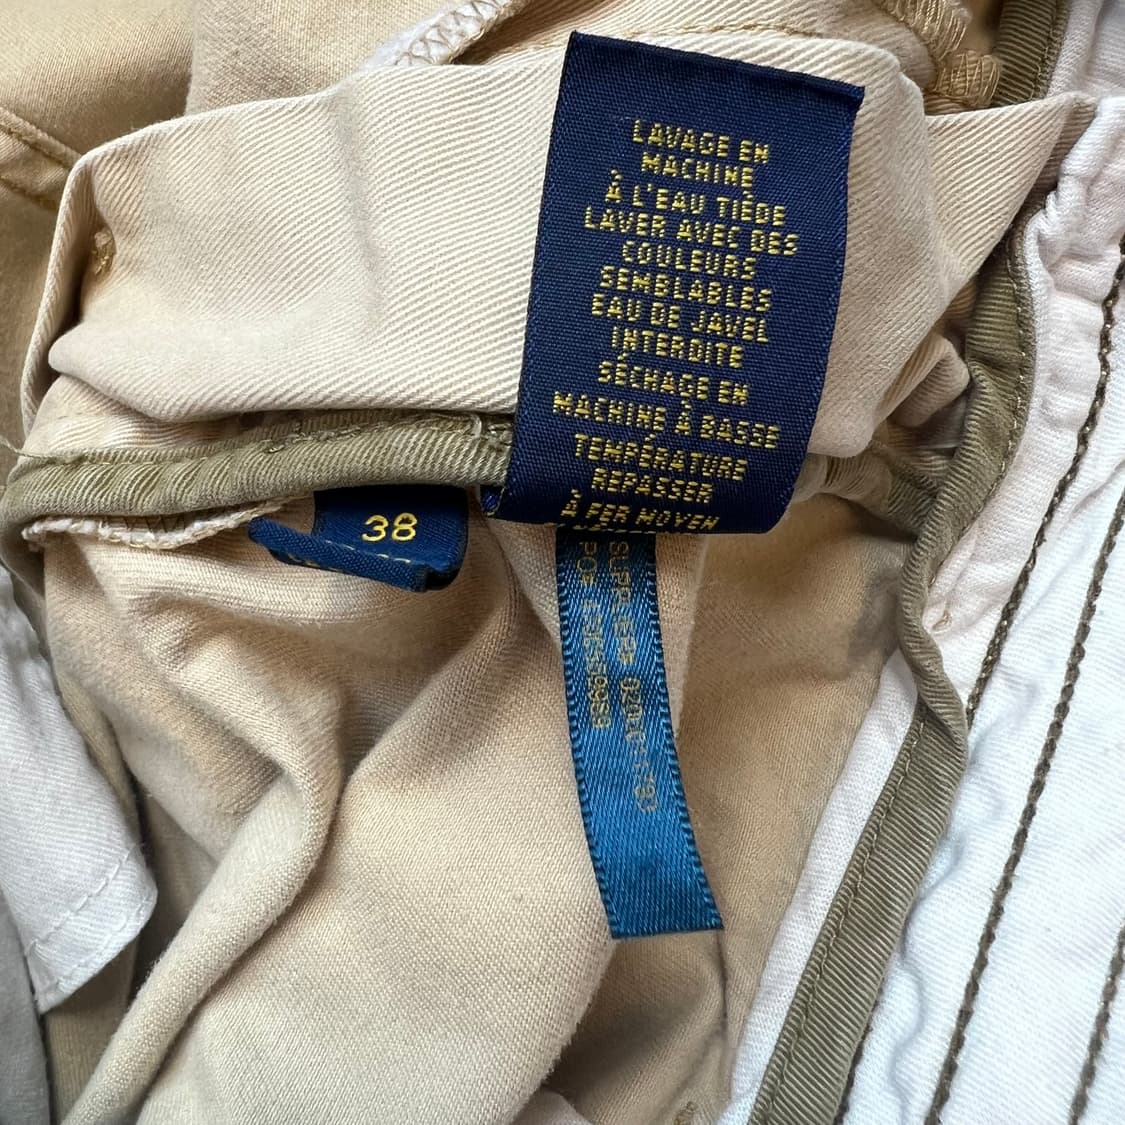 LAVAGE EN
MACHINE
À L'EAU TIÈDE
LAVER AVEC DES
COULEURS
SEMBLABLES
EAU DE JAVEL
INTERDITE
SÉCHAGE EN
MACHINE À BASSE
TEMPÉRATURE
REPASSER
À FER MOYEN
38
SUPPLIER